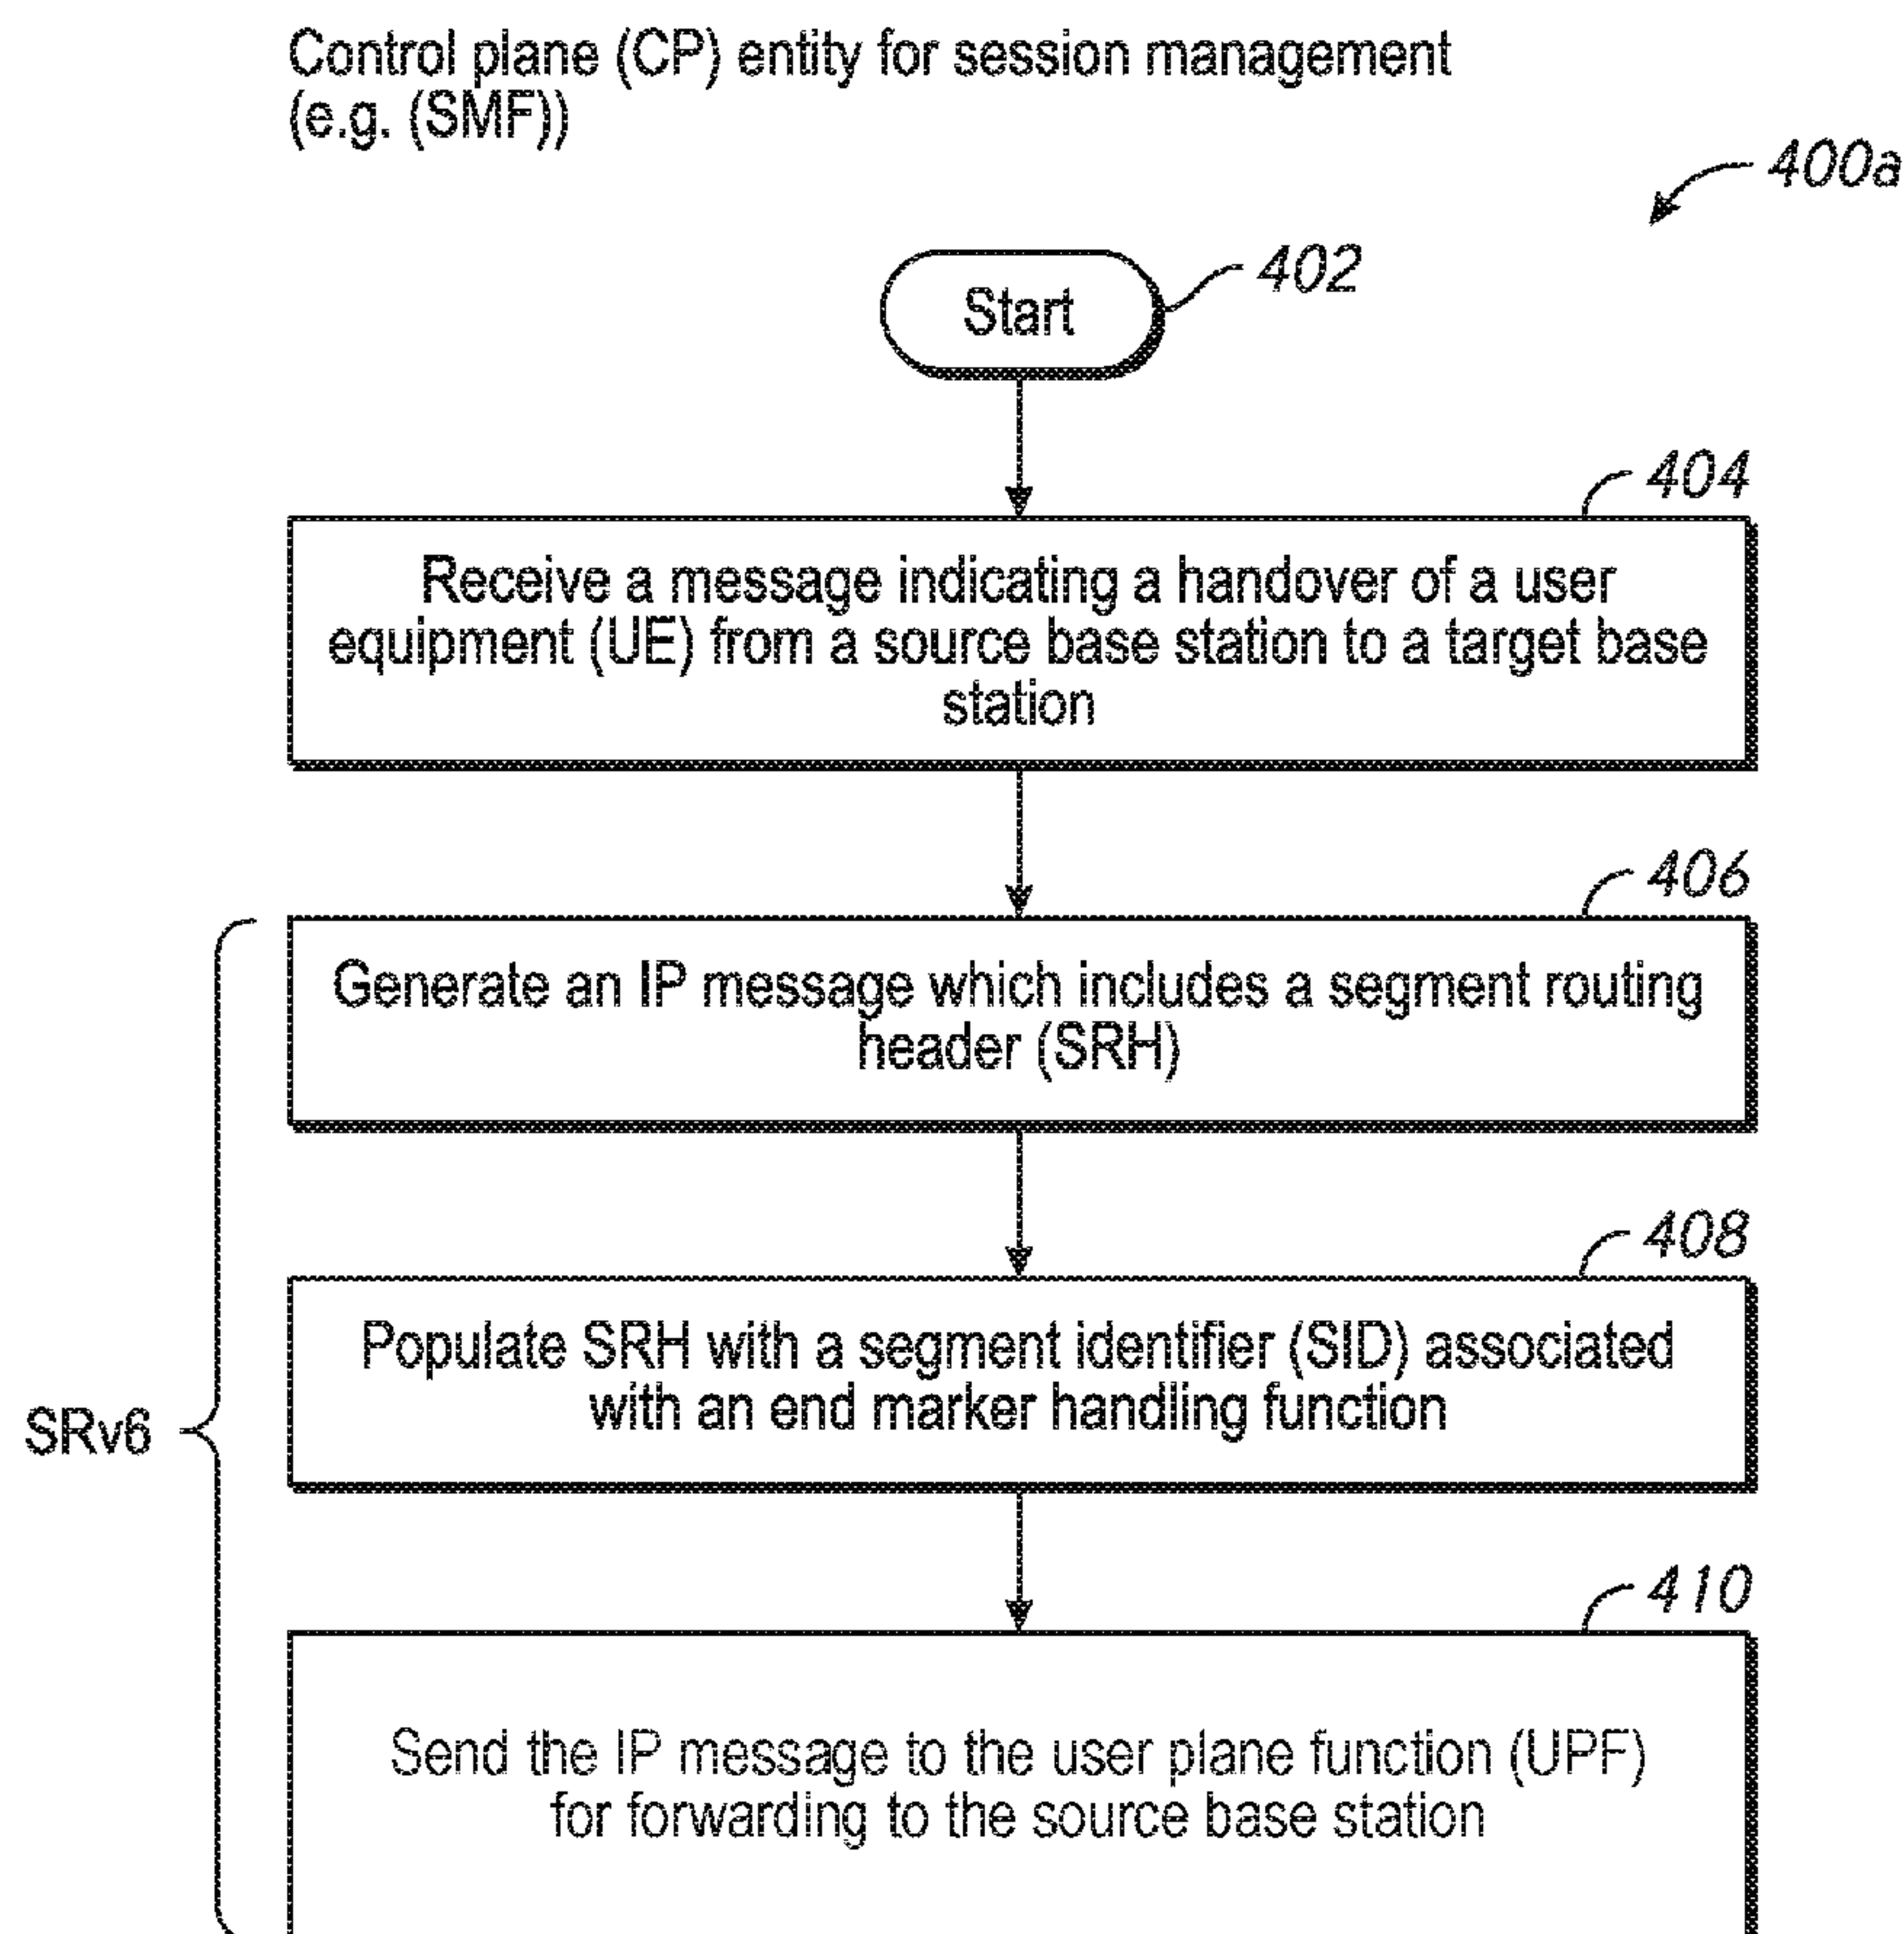 Control plane (CP) entity for session management
(e.g. (SMF))
400a
Start
402
404
Receive a message indicating a handover of a user
equipment (UE) from a source base station to a target base
station
406
Generate an IP message which includes a segment routing
header (SRH)
408
Populate SRH with a segment identifier (SID) associated
with an end marker handling function
SRv6
410
Send the IP message to the user plane function (UPF)
for forwarding to the source base station